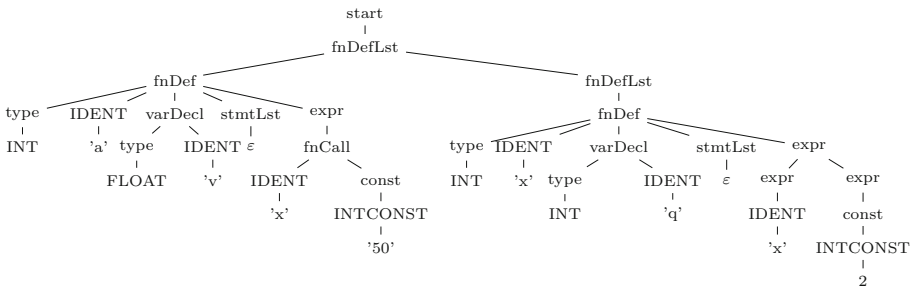 start
fnDefLst
fnDef fnDefLst
type IDENT varDecl stmtLst expr fnDef
INT 'a' type IDENT ε fnCall type IDENT varDecl stmtLst expr
FLOAT 'v' IDENT const INT 'x' type IDENT ε expr expr
'x' INTCONST INT 'q' IDENT const
'50' 'x' INTCONST
2